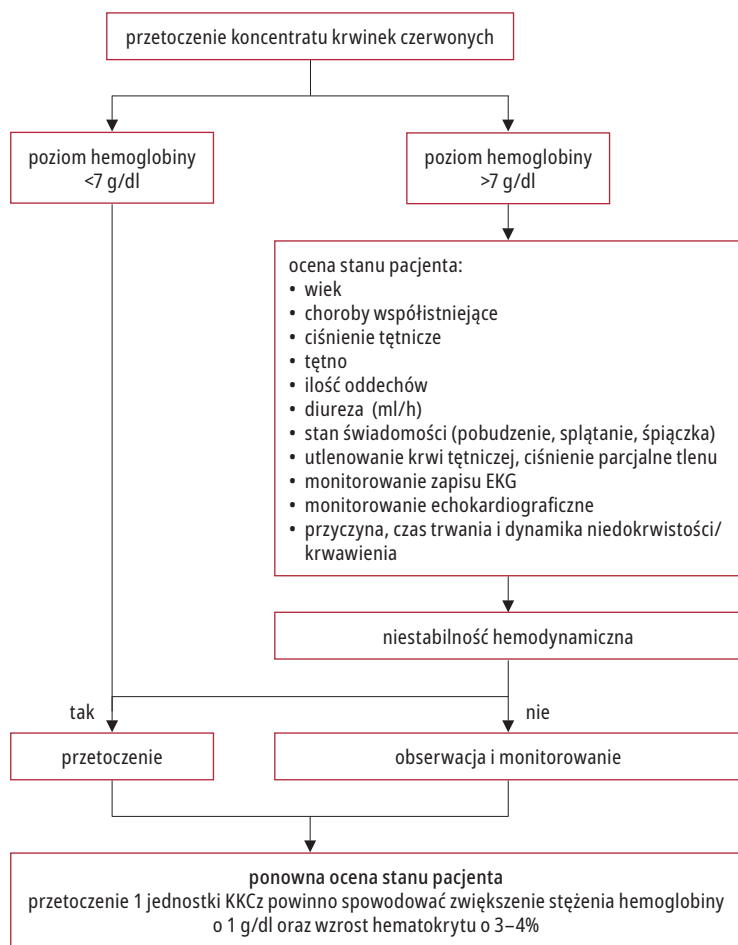 przetoczenie koncentratu krwinek czerwonych
poziom hemoglobiny
<7 g/dl
poziom hemoglobiny
>7 g/dl
ocena stanu pacjenta:
• wiek
• choroby współistniejące
• ciśnienie tętnicze
• tętno
• ilość oddechów
• diureza (ml/h)
• stan świadomości (pobudzenie, splątanie, śpiączka)
• utlenowanie krwi tętniczej, ciśnienie parcjalne tlenu
• monitorowanie zapisu EKG
• monitorowanie echokardiograficzne
• przyczyna, czas trwania i dynamika niedokrwistości/
krwawienia
niestabilność hemodynamiczna
tak
nie
przetoczenie
obserwacja i monitorowanie
ponowna ocena stanu pacjenta
przetoczenie 1 jednostki KKCz powinno spowodować zwiększenie stężenia hemoglobiny
o 1 g/dl oraz wzrost hematokrytu o 3–4%